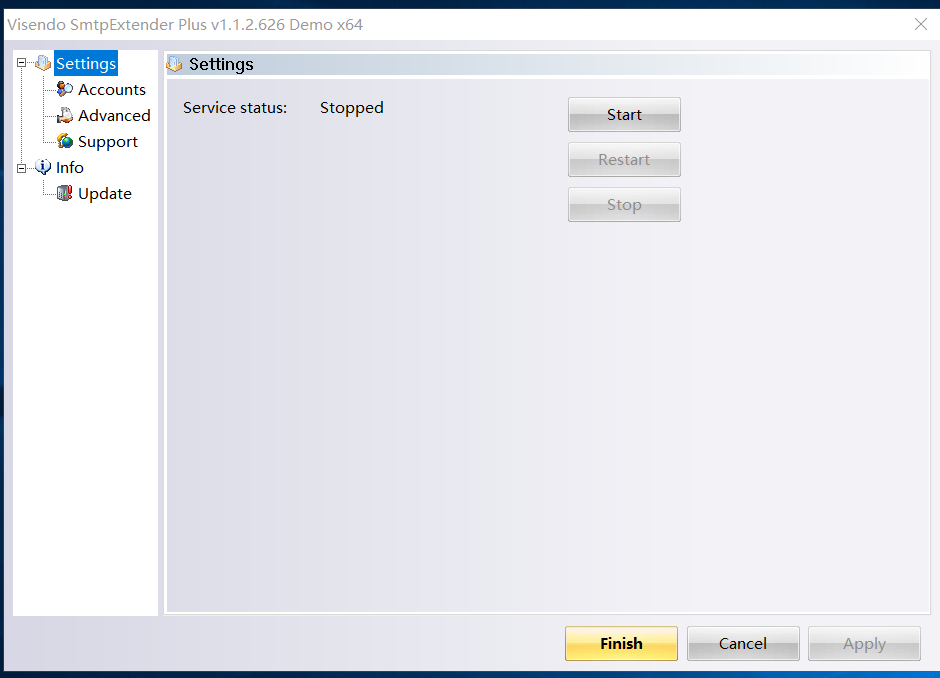 Visendo SmtpExtender Plus v1.1.2.626 Demo x64
Settings
Accounts
Advanced
Support
Info
Update
Settings
Service status: Stopped
Start
Restart
Stop
Finish Cancel Apply